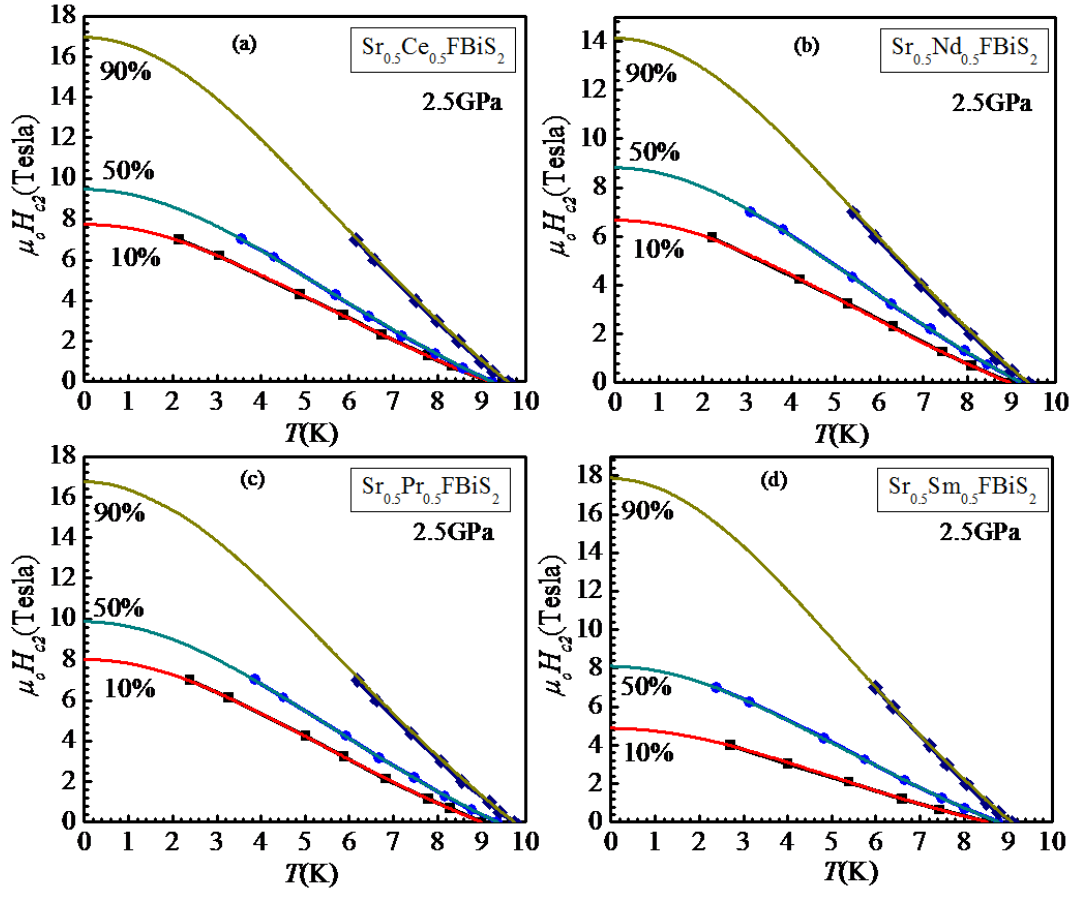 (a)
Sr0.5Ce0.5FBiS2
2.5GPa
90%
50%
10%
μoHc2(Tesla)
18
16
14
12
10
8
6
4
2
0
0 1 2 3 4 5 6 7 8 9 10
T(K)
(b)
Sr0.5Nd0.5FBiS2
2.5GPa
90%
50%
10%
μoHc2(Tesla)
14
12
10
8
6
4
2
0
0 1 2 3 4 5 6 7 8 9 10
T(K)
(c)
Sr0.5Pr0.5FBiS2
2.5GPa
90%
50%
10%
μoHc2(Tesla)
18
16
14
12
10
8
6
4
2
0
0 1 2 3 4 5 6 7 8 9 10
T(K)
(d)
Sr0.5Sm0.5FBiS2
2.5GPa
90%
50%
10%
μoHc2(Tesla)
18
16
14
12
10
8
6
4
2
0
0 1 2 3 4 5 6 7 8 9 10
T(K)